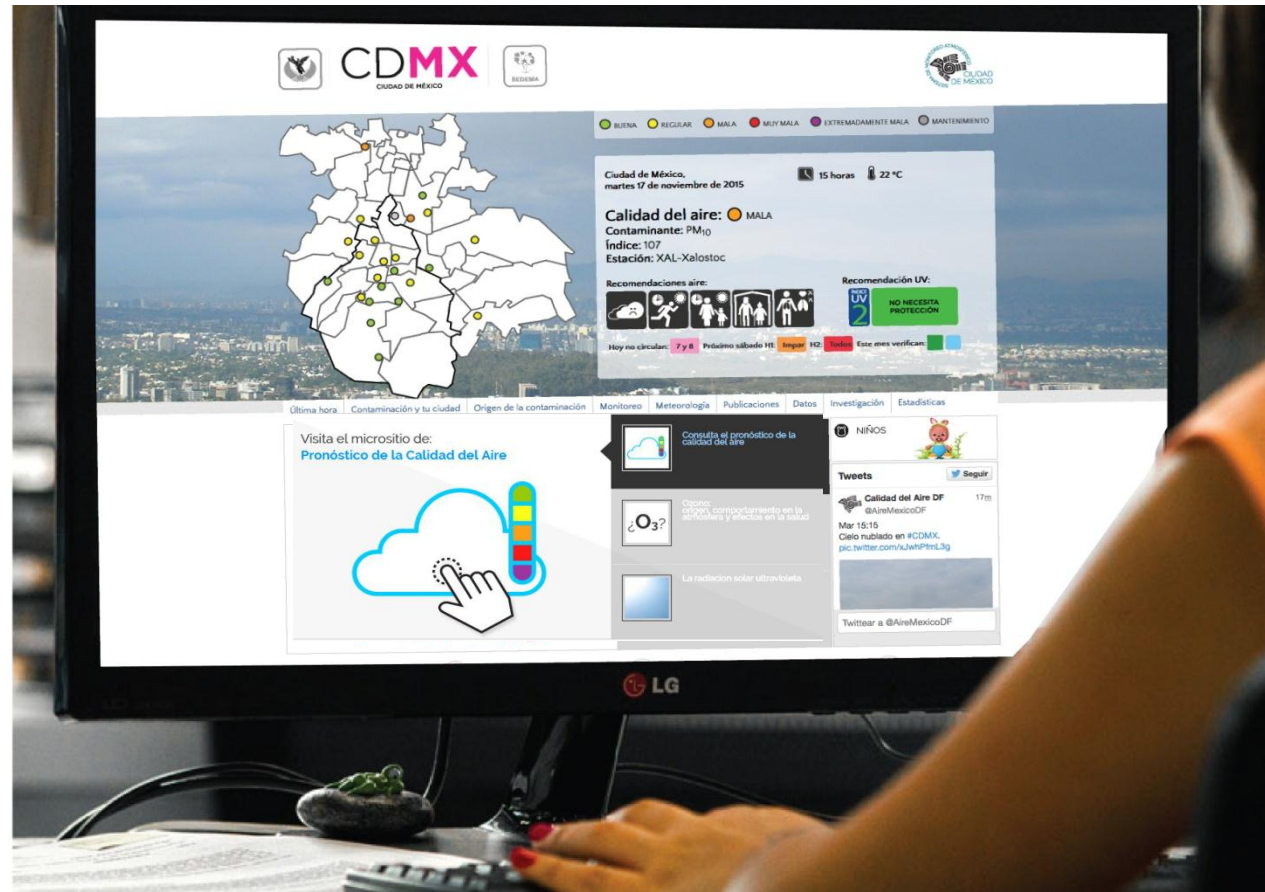 CDMX
CIUDAD DE MÉXICO
SEDEMA
SISTEMA DE MONITOREO ATMOSFÉRICO
CIUDAD
DE MÉXICO
BUENA REGULAR MALA MUY MALA EXTREMADAMENTE MALA MANTENIMIENTO
Ciudad de México,
martes 17 de noviembre de 2015
15 horas 22 °C
Calidad del aire: MALA
Contaminante: PM10
Índice: 107
Estación: XAL-Xalostoc
Recomendaciones aire:
Recomendación UV:
ÍNDICE
UV
2
NO NECESITA
PROTECCIÓN
Hoy no circulan: 7 y 8 Próximo sábado H1: Impar H2: Todos Este mes verifican:
Última hora Contaminación y tu ciudad Origen de la contaminación Monitoreo Meteorología Publicaciones Datos Investigación Estadísticas
Visita el micrositio de:
Pronóstico de la Calidad del Aire
Consulta el pronóstico de la
calidad del aire
¿O3?
Ozono:
origen, comportamiento en la
atmósfera y efectos en la salud
La radiacion solar ultravioleta
NIÑOS
Tweets
Seguir
Calidad del Aire DF 17m
@AireMexicoDF
Mar 15:15
Cielo nublado en #CDMX.
pic.twitter.com/xJwhPfmL3g
Twittear a @AireMexicoDF
LG